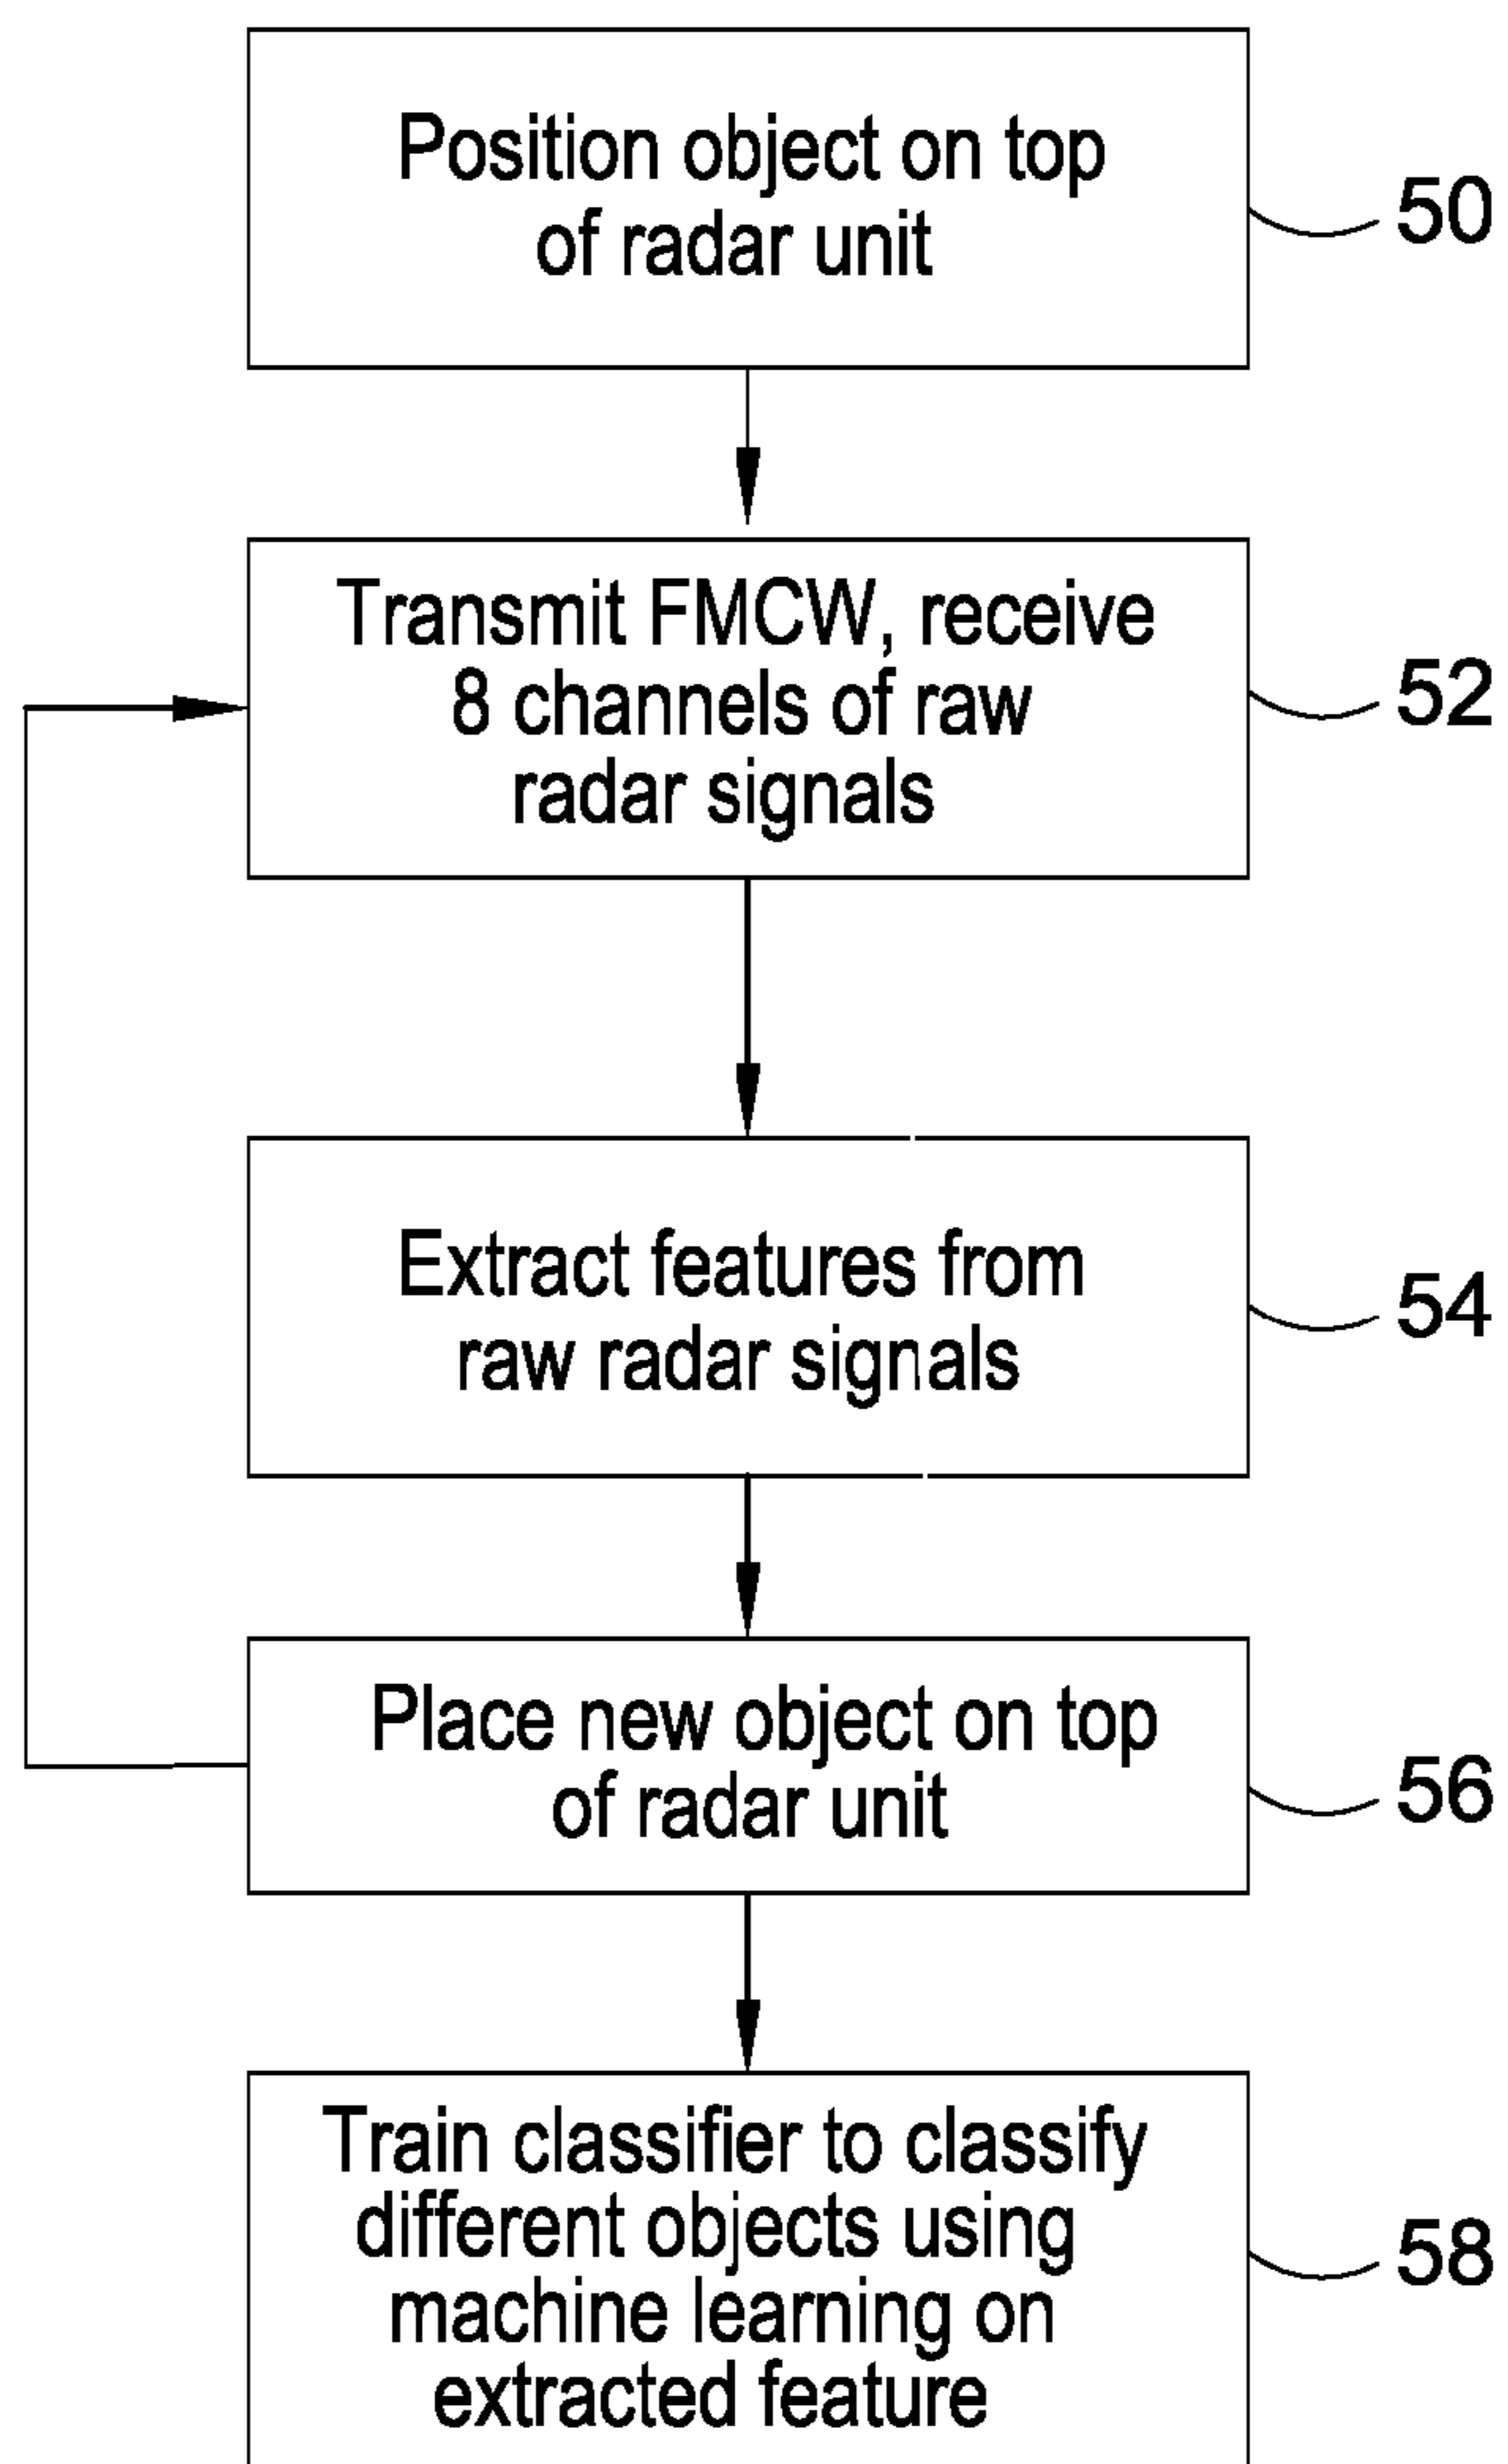 Position object on top
of radar unit
50
Transmit FMCW, receive
8 channels of raw
radar signals
52
Extract features from
raw radar signals
54
Place new object on top
of radar unit
56
Train classifier to classify
different objects using
machine learning on
extracted feature
58